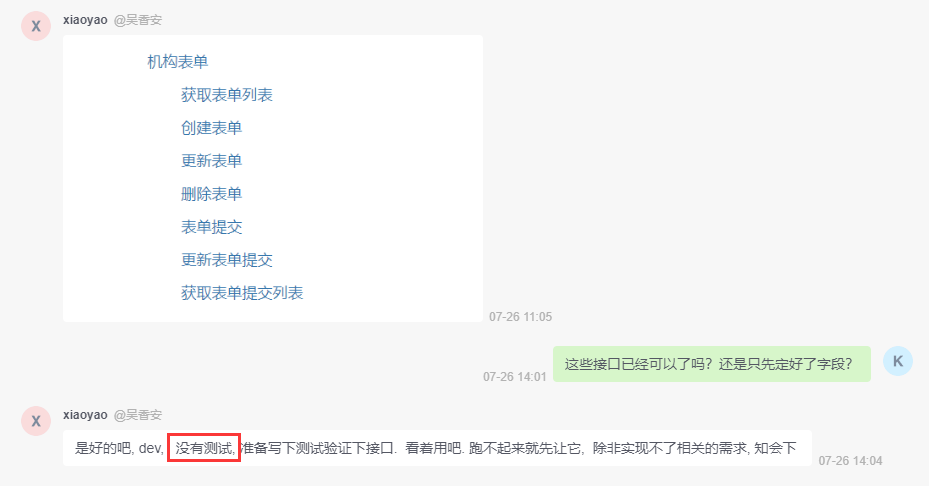 X
xiaoyao @吴香安
机构表单
获取表单列表
创建表单
更新表单
删除表单
表单提交
更新表单提交
获取表单提交列表
07-26 11:05
这些接口已经可以了吗？还是只先定好了字段？
K
07-26 14:01
X
xiaoyao @吴香安
是好的吧, dev, 没有测试, 准备写下测试验证下接口. 看着用吧. 跑不起来就先让它, 除非实现不了相关的需求, 知会下
07-26 14:04